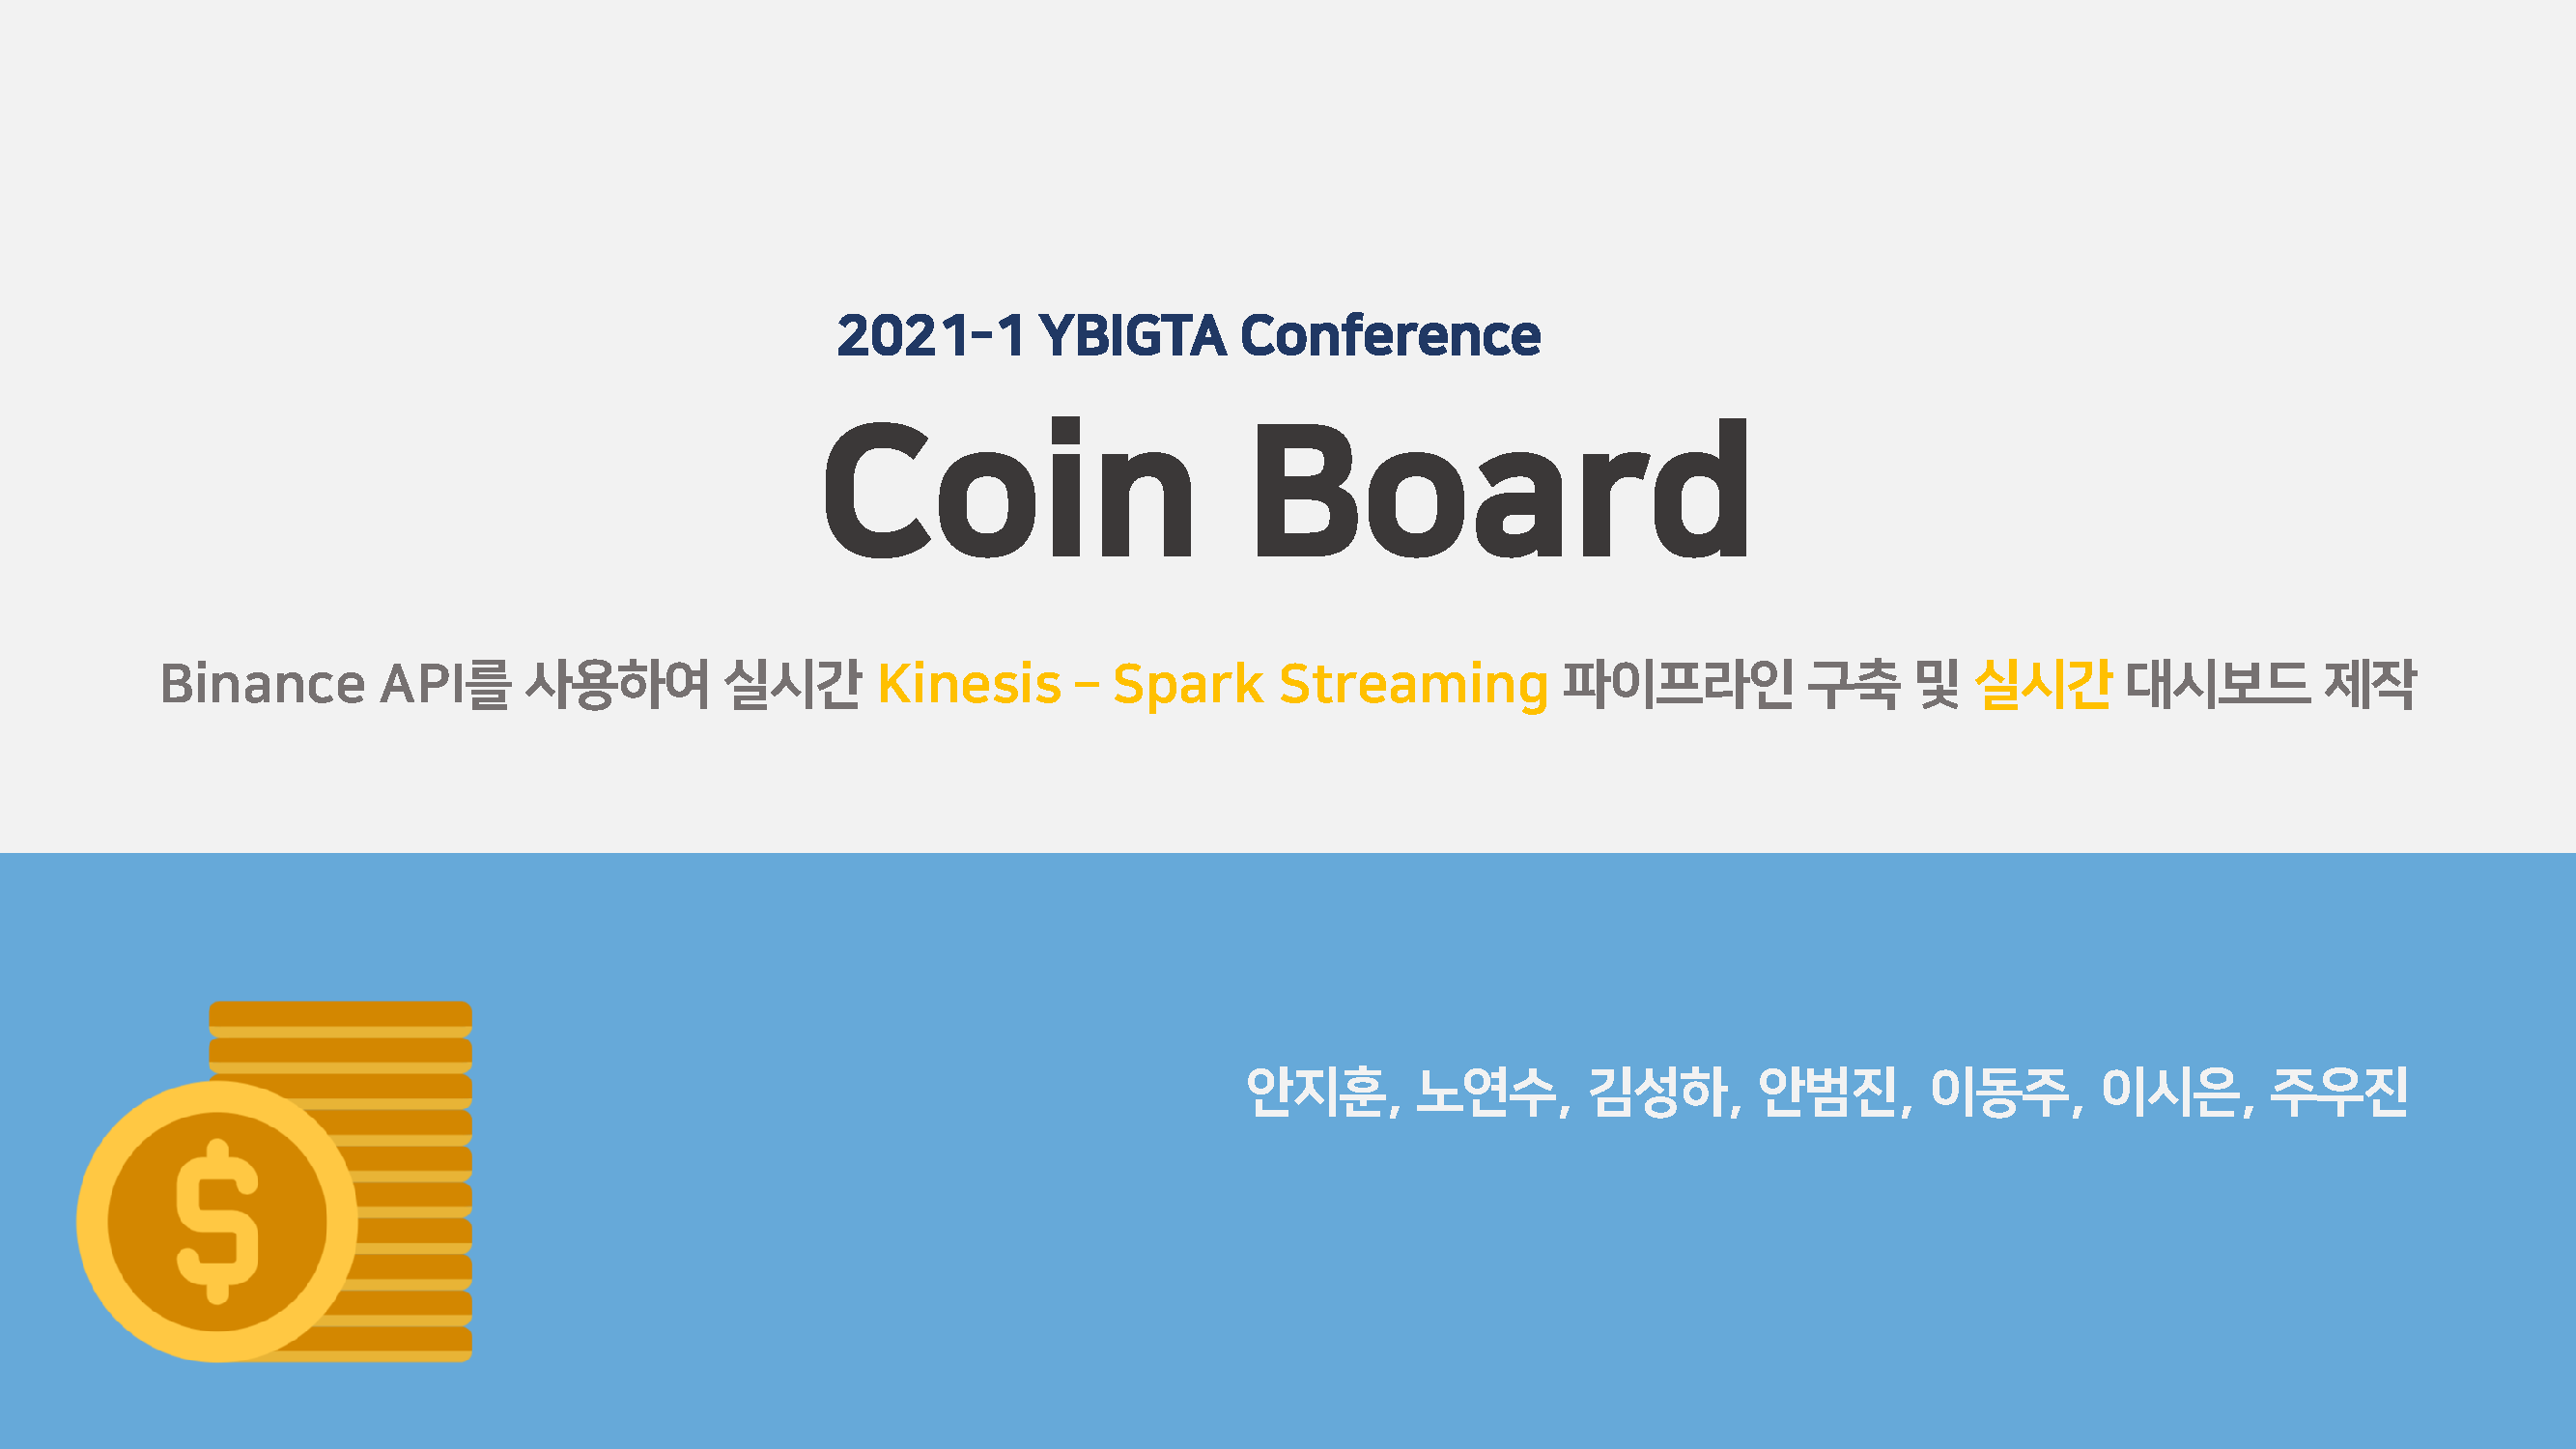 2021-1 YBIGTA Conference
Coin Board
Binance API를 사용하여 실시간 Kinesis – Spark Streaming 파이프라인 구축 및 실시간 대시보드 제작
안지훈, 노연수, 김성하, 안범진, 이동주, 이시은, 주우진
$